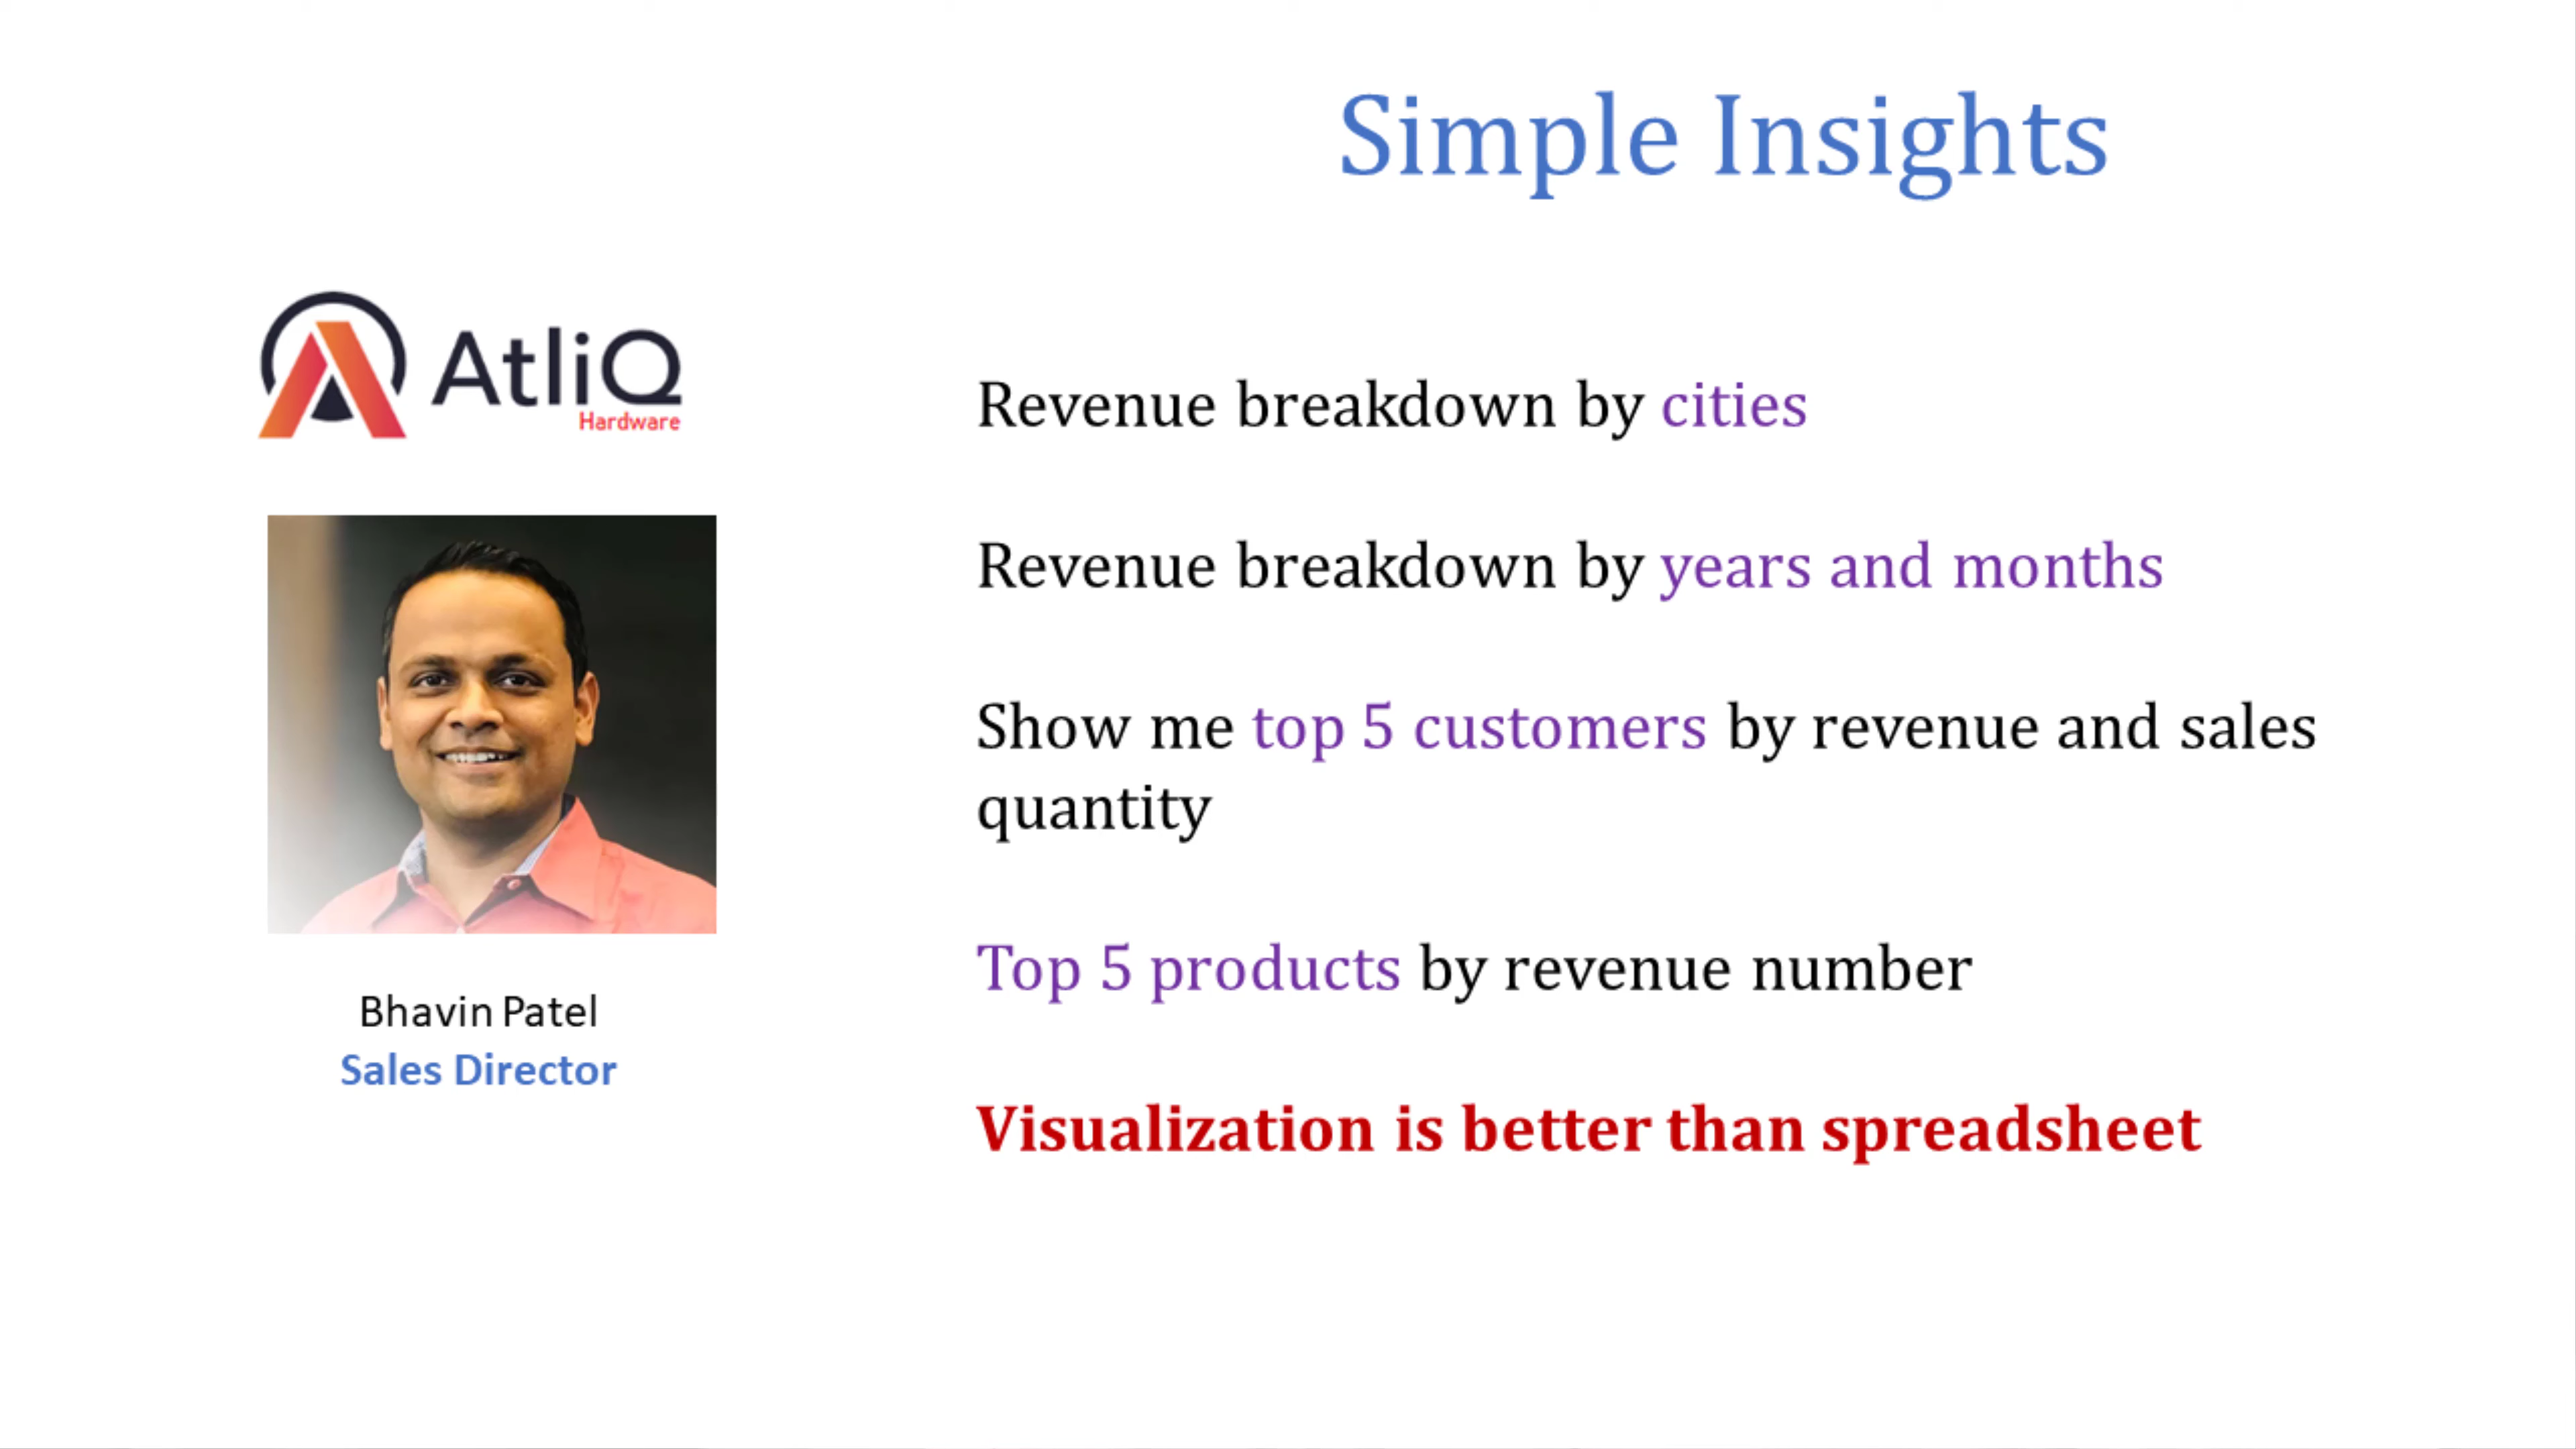 Simple Insights
AtliQ
Hardware
Revenue breakdown by cities
Revenue breakdown by years and months
Show me top 5 customers by revenue and sales
quantity
Top 5 products by revenue number
Visualization is better than spreadsheet
Bhavin Patel
Sales Director